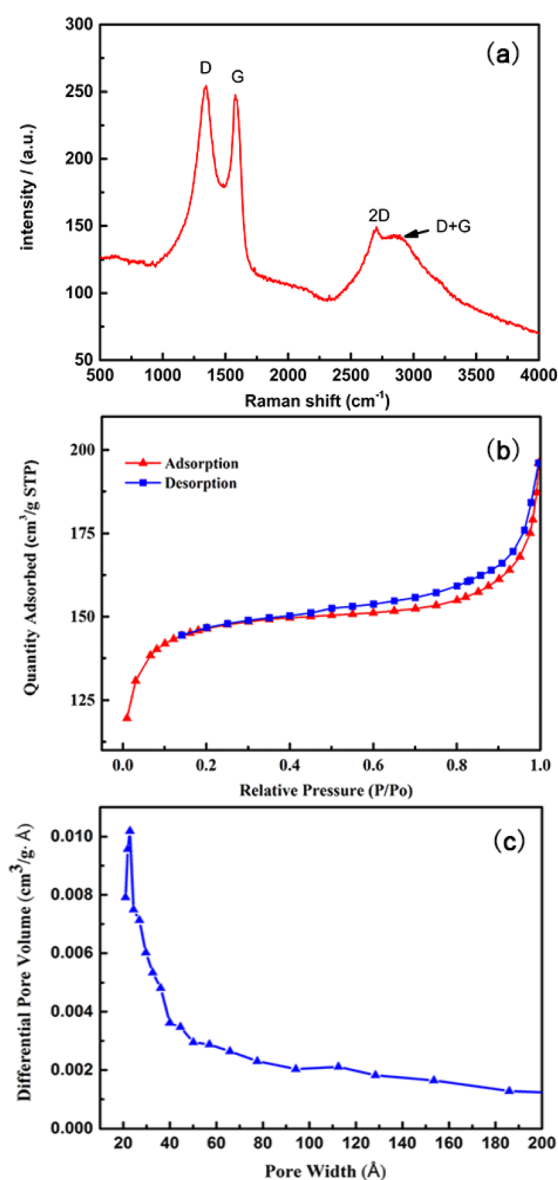 (a)
300
250
200
150
100
50
intensity / (a.u.)
D
G
2D
D+G
500 1000 1500 2000 2500 3000 3500 4000
Raman shift (cm⁻¹)
(b)
200
175
150
125
Quantity Adsorbed (cm³/g STP)
Adsorption
Desorption
0.0 0.2 0.4 0.6 0.8 1.0
Relative Pressure (P/Po)
(c)
0.010
0.008
0.006
0.004
0.002
0.000
Differential Pore Volume (cm³/g· Å)
20 40 60 80 100 120 140 160 180 200
Pore Width (Å)